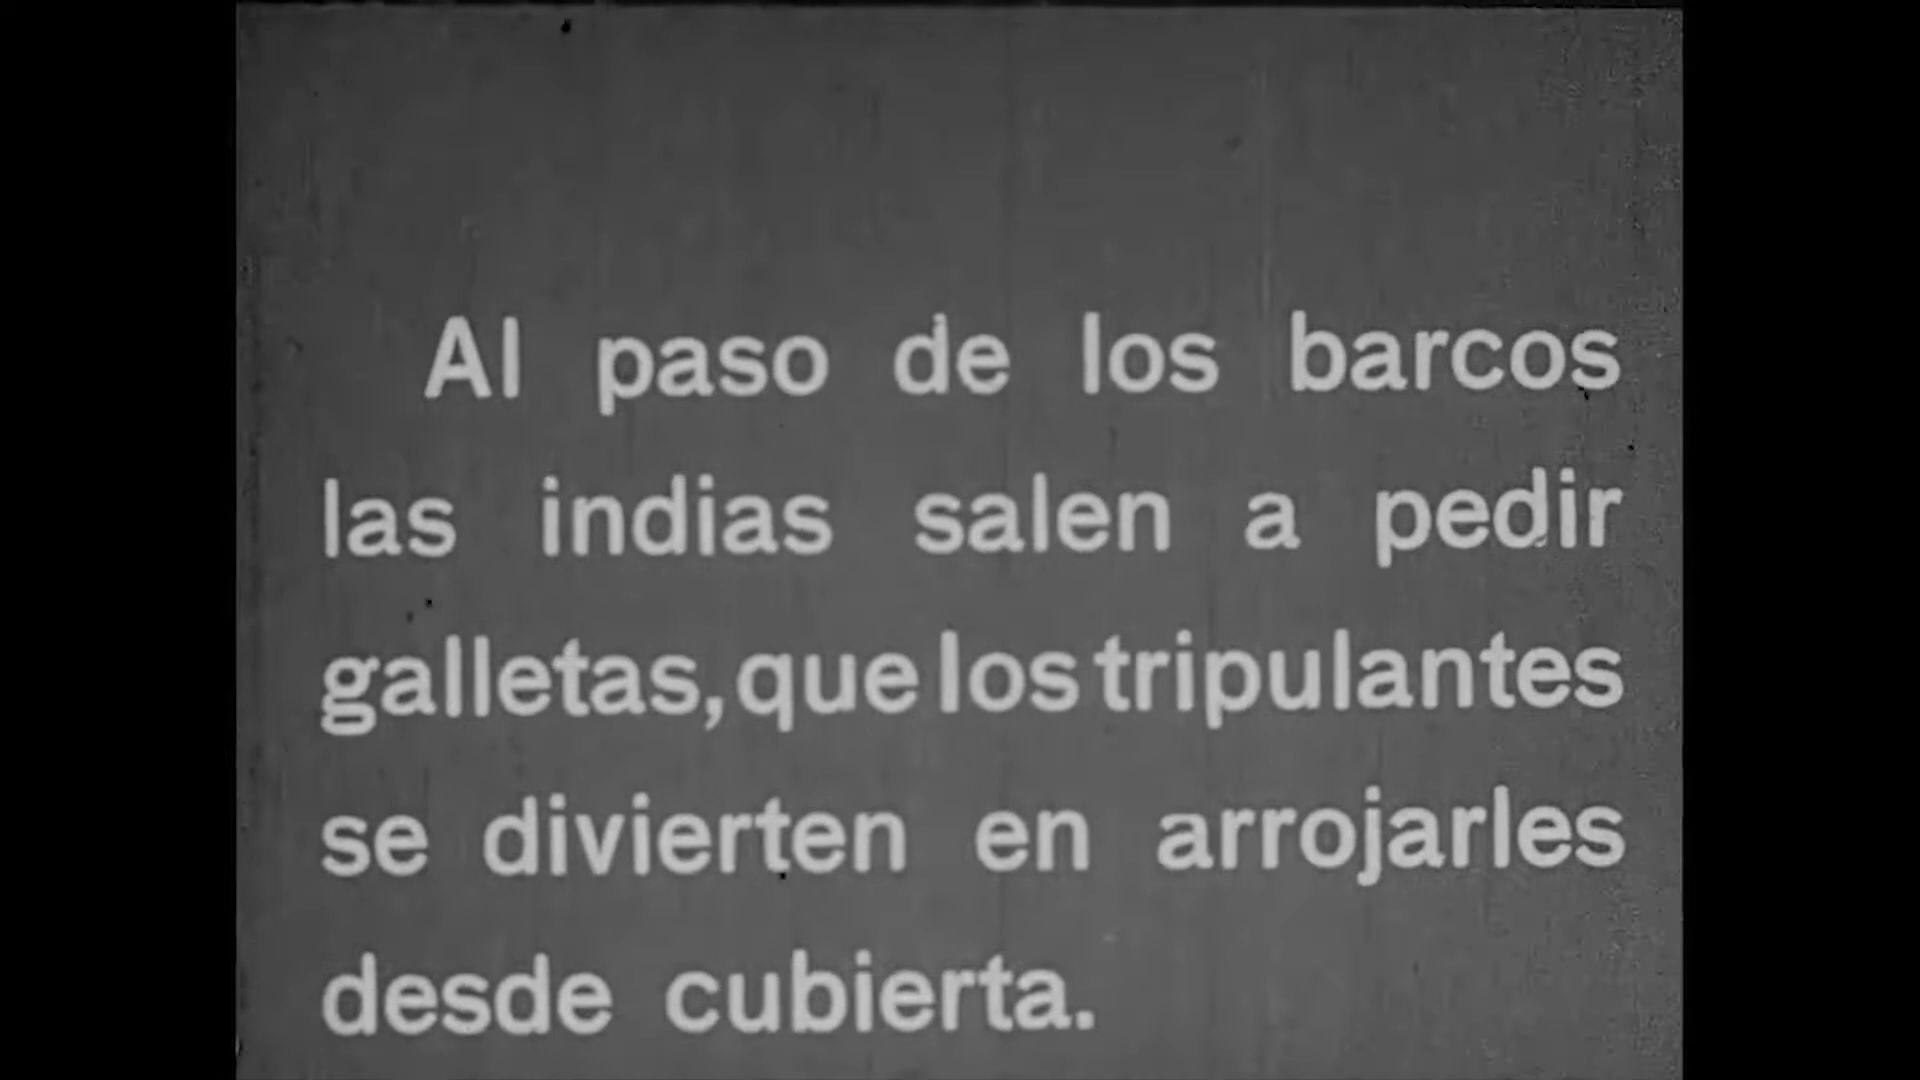 Al paso de los barcos
las indias salen a pedir
galletas, que los tripulantes
se divierten en arrojarles
desde cubierta.